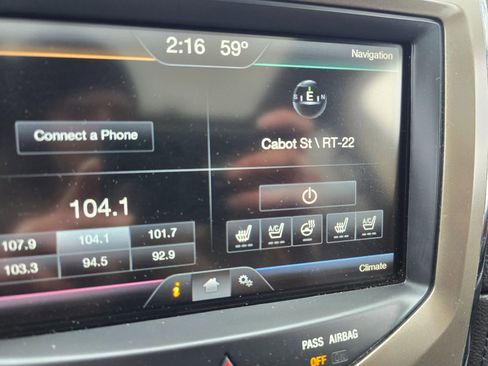 2:16 59°
Navigation
S E N
Connect a Phone
Cabot St \ RT-22
104.1
107.9 104.1 101.7
103.3 94.5 92.9
A/C A/C
i
Climate
PASS AIRBAG
OFF ON